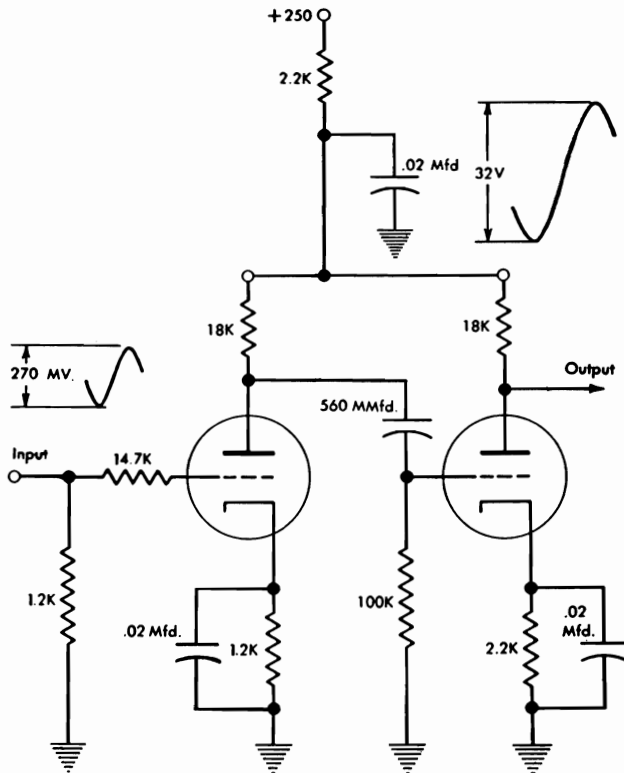 +250
2.2K
.02 Mfd
32V
18K
18K
270 MV.
Output
560 MMfd.
Input
14.7K
1.2K
.02 Mfd.
1.2K
100K
2.2K
.02
Mfd.